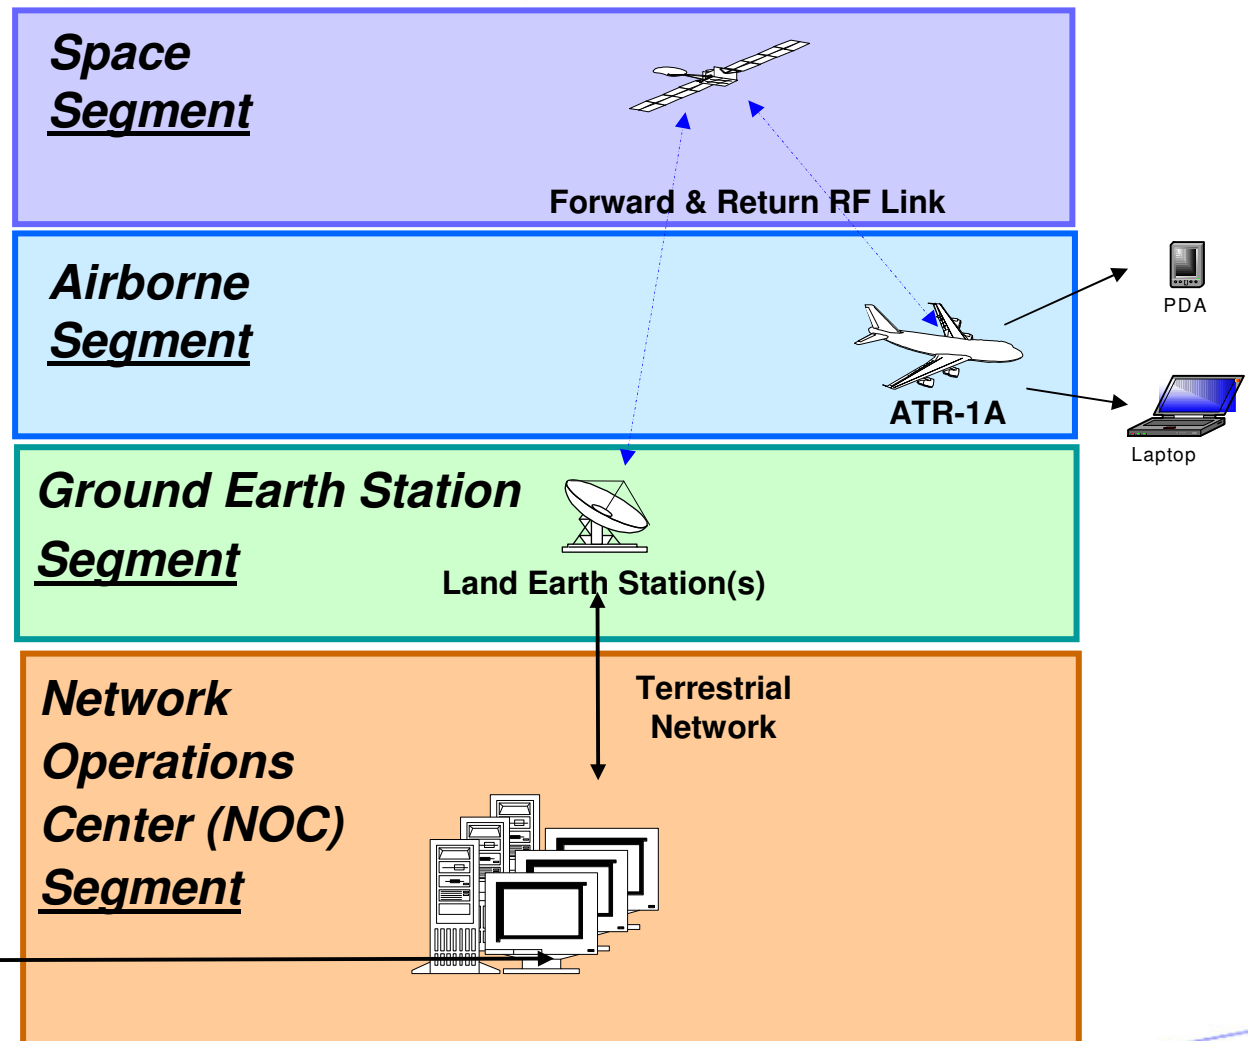 Space
Segment
Forward & Return RF Link
Airborne
Segment
ATR-1A
PDA
Laptop
Ground Earth Station
Segment
Land Earth Station(s)
Network
Operations
Center (NOC)
Segment
Terrestrial
Network